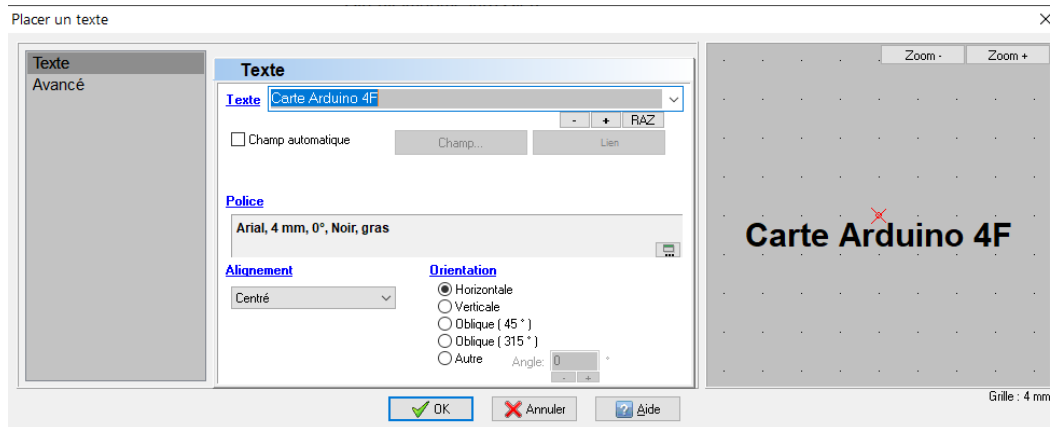 Placer un texte
Texte
Avancé
Texte
Texte Carte Arduino 4F
- + RAZ
Champ automatique Champ... Lien
Police
Arial, 4 mm, 0°, Noir, gras
Alignement
Centré
Orientation
Horizontale
Verticale
Oblique ( 45 ° )
Oblique ( 315 ° )
Autre Angle: 0 °
- +
Zoom - Zoom +
Carte Arduino 4F
Grille : 4 mm
OK Annuler Aide